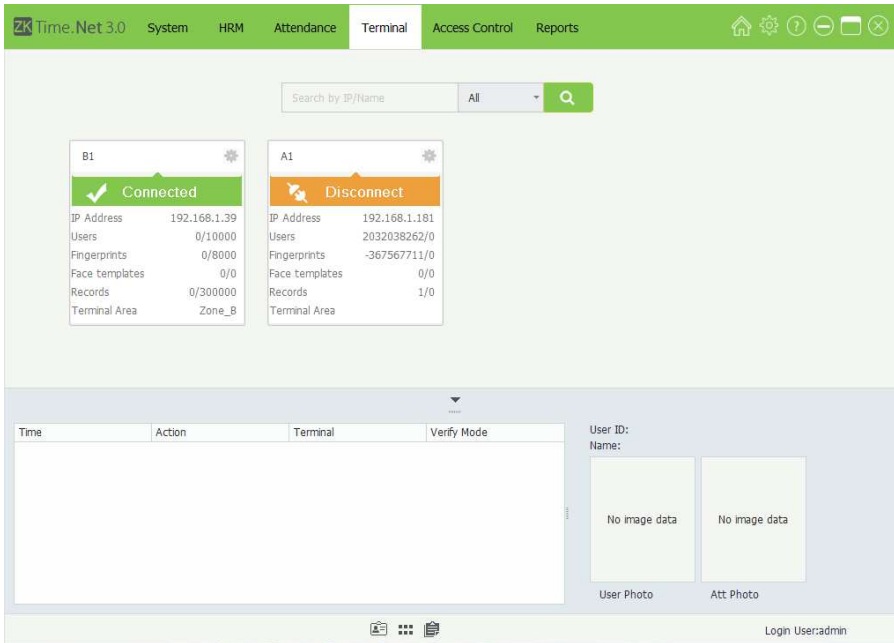 ZK Time.Net 3.0 System HRM Attendance Terminal Access Control Reports
Search by IP/Name All
B1
Connected
IP Address 192.168.1.39
Users 0/10000
Fingerprints 0/8000
Face templates 0/0
Records 0/300000
Terminal Area Zone_B
A1
Disconnect
IP Address 192.168.1.181
Users 2032038262/0
Fingerprints -367567711/0
Face templates 0/0
Records 1/0
Terminal Area
Time Action Terminal Verify Mode
User ID:
Name:
No image data No image data
User Photo Att Photo
Login User:admin